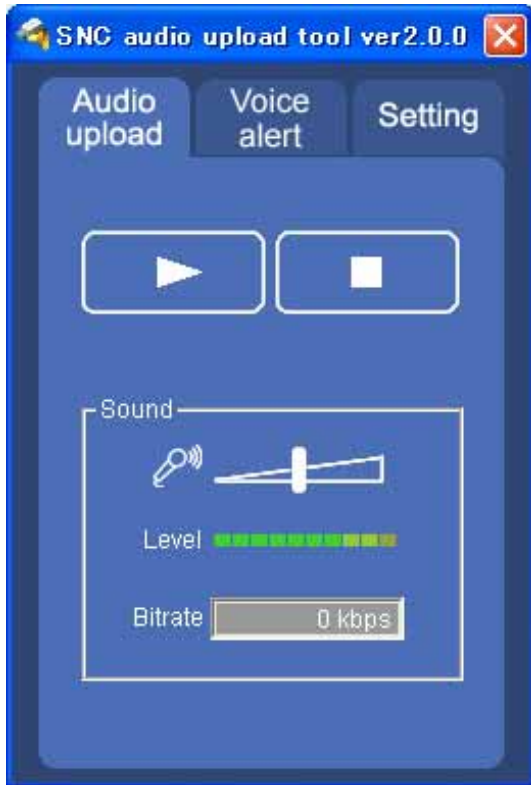 SNC audio upload tool ver2.0.0
Audio
upload
Voice
alert
Setting
Sound
Level
Bitrate
0 kbps